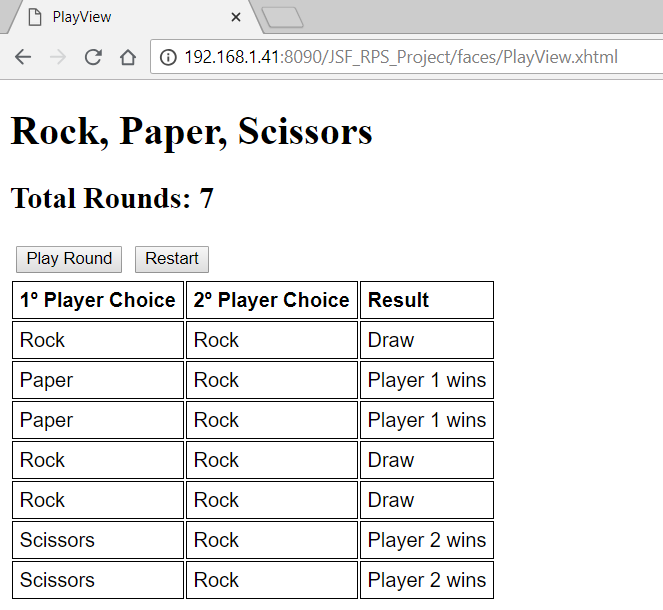 PlayView
192.168.1.41:8090/JSF_RPS_Project/faces/PlayView.xhtml
Rock, Paper, Scissors
Total Rounds: 7
Play Round Restart
1º Player Choice 2º Player Choice Result
Rock Rock Draw
Paper Rock Player 1 wins
Paper Rock Player 1 wins
Rock Rock Draw
Rock Rock Draw
Scissors Rock Player 2 wins
Scissors Rock Player 2 wins